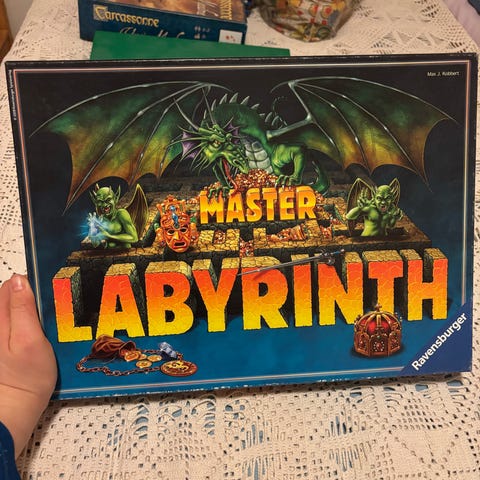 Carcassonne
Max J. Kobbert
MASTER
LABYRINTH
Ravensburger